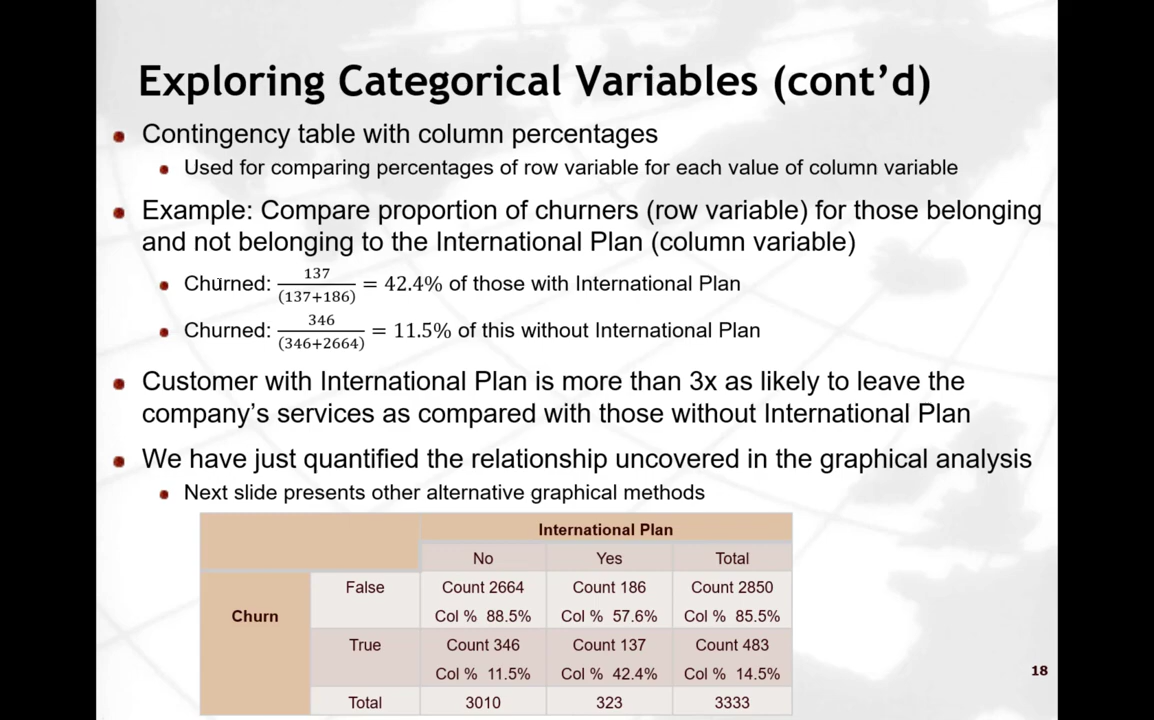 Exploring Categorical Variables (cont’d)
Contingency table with column percentages
Used for comparing percentages of row variable for each value of column variable
Example: Compare proportion of churners (row variable) for those belonging
and not belonging to the International Plan (column variable)
Churned: 137/(137+186) = 42.4% of those with International Plan
Churned: 346/(346+2664) = 11.5% of this without International Plan
Customer with International Plan is more than 3x as likely to leave the
company’s services as compared with those without International Plan
We have just quantified the relationship uncovered in the graphical analysis
Next slide presents other alternative graphical methods
International Plan
No Yes Total
False Count 2664 Count 186 Count 2850
Churn Col % 88.5% Col % 57.6% Col % 85.5%
True Count 346 Count 137 Count 483
Col % 11.5% Col % 42.4% Col % 14.5%
Total 3010 323 3333
18